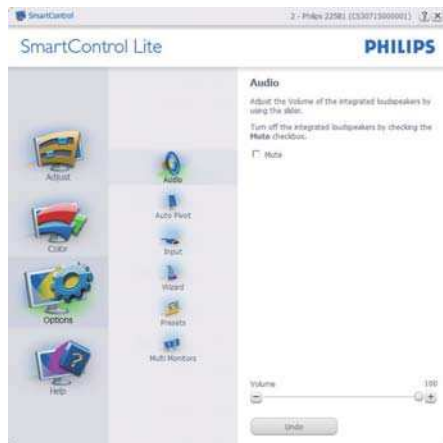 SmartControl
2 - Philips 225B1 (CS30715000001)
? X
SmartControl Lite
PHILIPS
Audio
Adjust the Volume of the integrated loudspeakers by
using the slider.
Turn off the integrated loudspeakers by checking the
Mute checkbox.
Mute
Adjust
Color
Options
Help
Audio
Auto Pivot
Input
Wizard
Presets
Multi Monitors
Volume
100
Undo